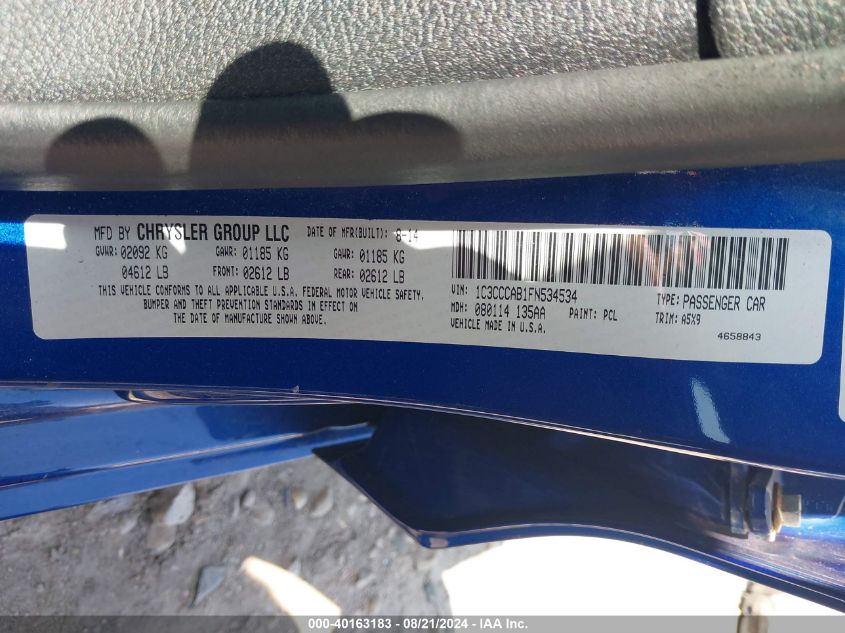 MFD BY CHRYSLER GROUP LLC DATE OF MFR(BUILT): 8-14
GVWR: 02092 KG GAWR: 01185 KG GAWR: 01185 KG
04612 LB FRONT: 02612 LB REAR: 02612 LB
THIS VEHICLE CONFORMS TO ALL APPLICABLE U.S.A. FEDERAL MOTOR VEHICLE SAFETY,
BUMPER AND THEFT PREVENTION STANDARDS IN EFFECT ON
THE DATE OF MANUFACTURE SHOWN ABOVE.
VIN: 1C3CCCAB1FN534534 TYPE: PASSENGER CAR
MDH: 080114 135AA PAINT: PCL TRIM: A5X9
VEHICLE MADE IN U.S.A. 4658843
000-40163183 - 08/21/2024 - IAA Inc.